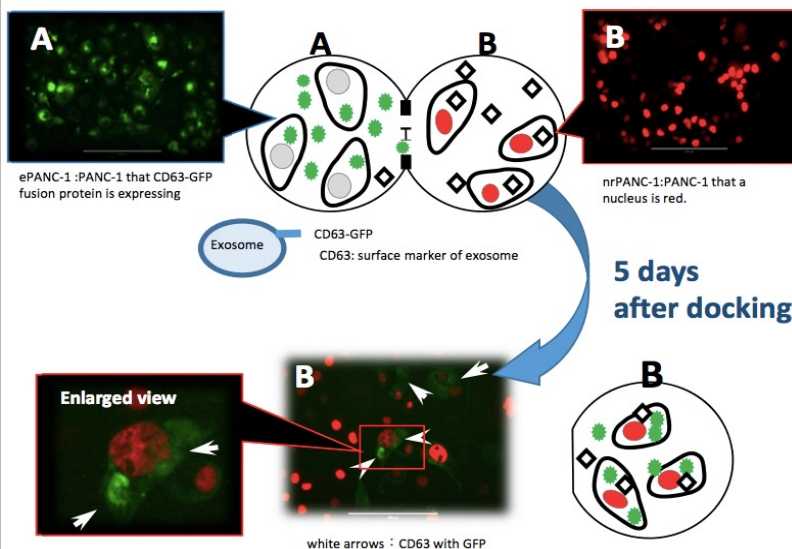 A
A
B
B
ePANC-1 :PANC-1 that CD63-GFP
fusion protein is expressing
nrPANC-1:PANC-1 that a
nucleus is red.
Exosome
CD63-GFP
CD63: surface marker of exosome
5 days
after docking
Enlarged view
B
B
white arrows：CD63 with GFP